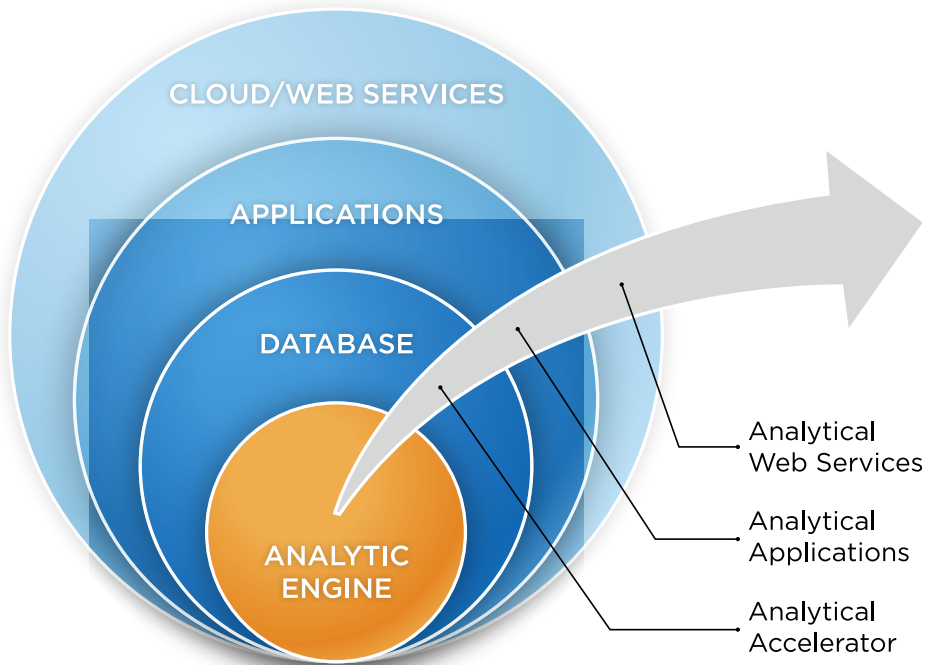 CLOUD/WEB SERVICES
APPLICATIONS
DATABASE
ANALYTIC
ENGINE
Analytical
Web Services
Analytical
Applications
Analytical
Accelerator